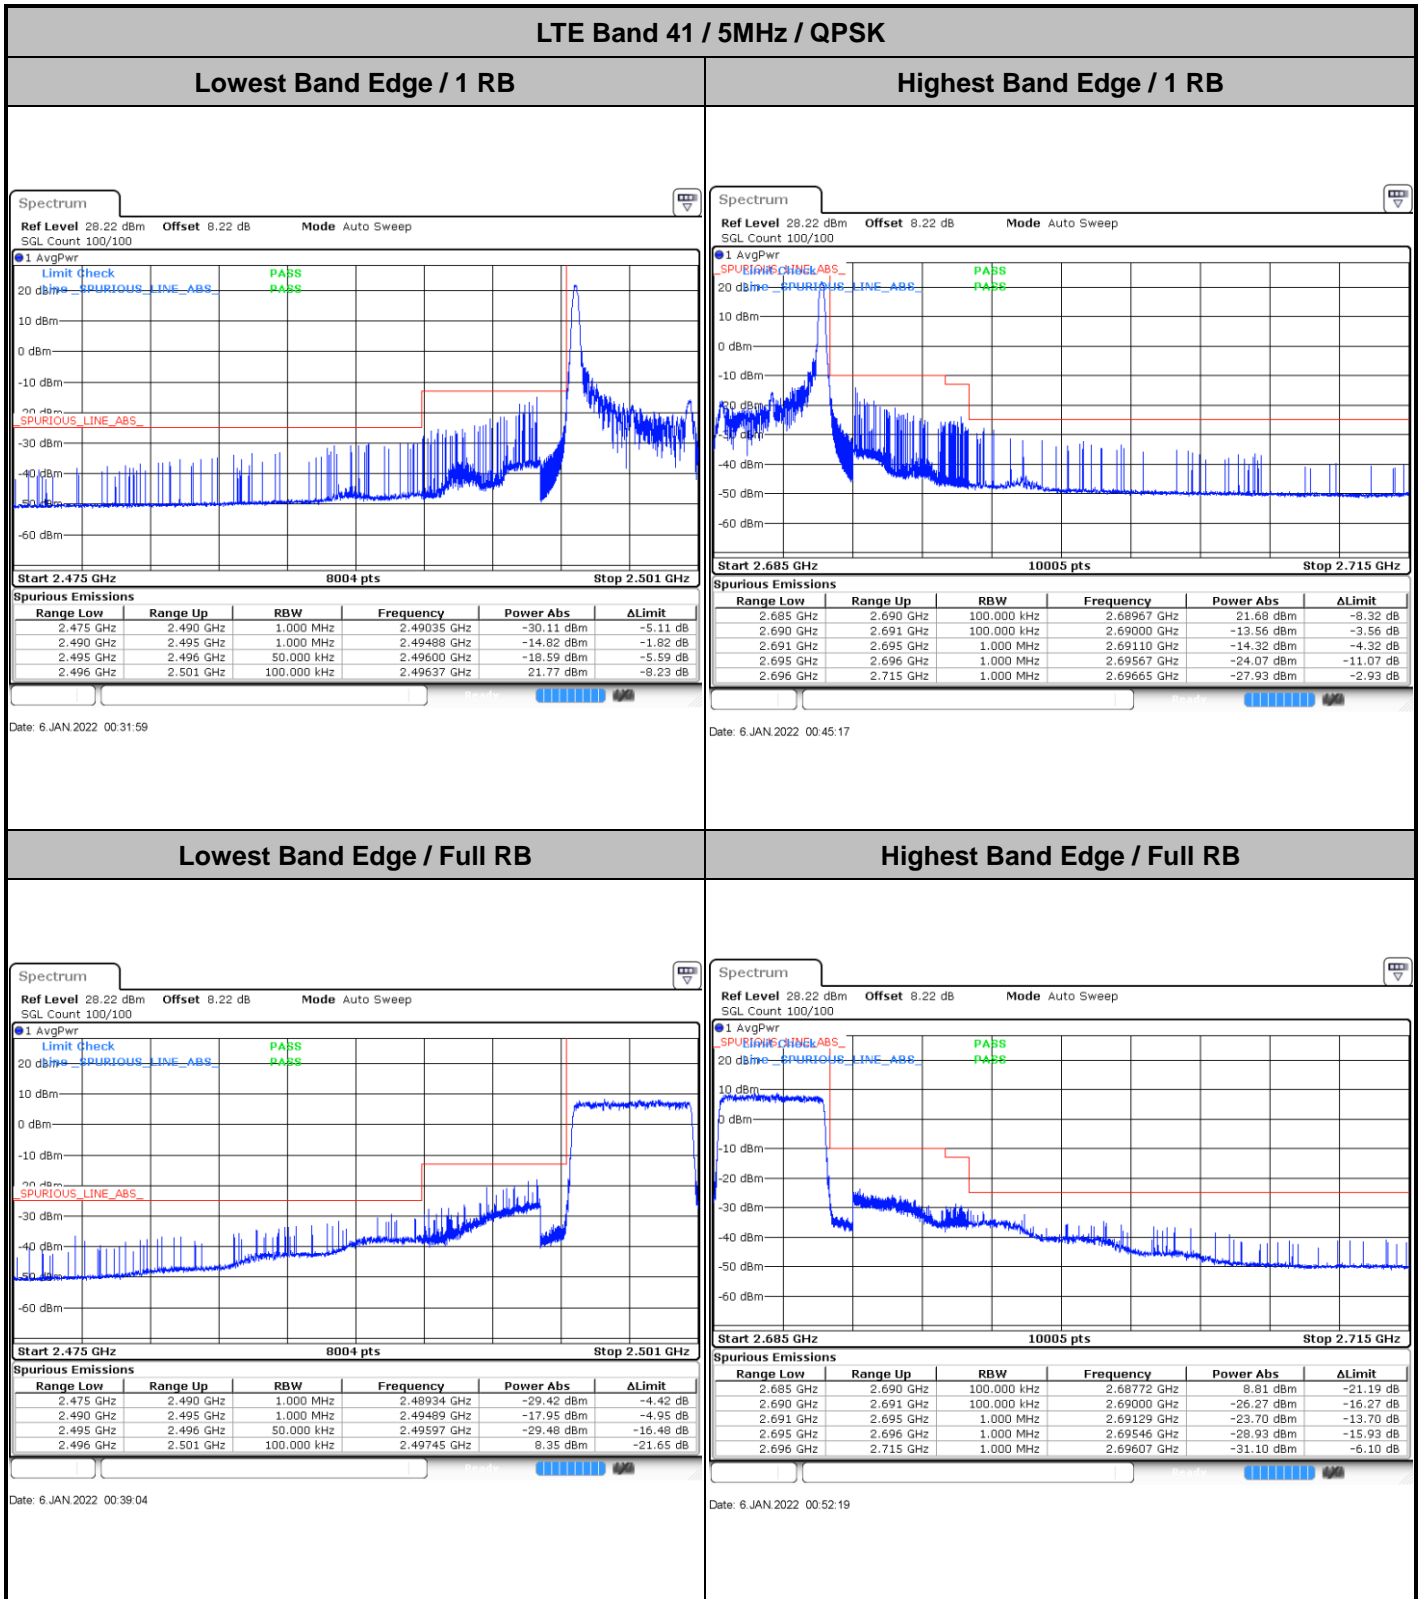 LTE Band 41 / 5MHz / QPSK
Lowest Band Edge / 1 RB
Highest Band Edge / 1 RB
Spectrum
Ref Level 28.22 dBm Offset 8.22 dB Mode Auto Sweep
SGL Count 100/100
1 AvgPwr
Limit Check PASS
Line _SPURIOUS_LINE_ABS_ PASS
20 dBm
10 dBm
0 dBm
-10 dBm
-20 dBm
_SPURIOUS_LINE_ABS_
-30 dBm
-40 dBm
-50 dBm
-60 dBm
Start 2.475 GHz 8004 pts Stop 2.501 GHz
Spurious Emissions
Range Low Range Up RBW Frequency Power Abs ΔLimit
2.475 GHz 2.490 GHz 1.000 MHz 2.49035 GHz -30.11 dBm -5.11 dB
2.490 GHz 2.495 GHz 1.000 MHz 2.49488 GHz -14.82 dBm -1.82 dB
2.495 GHz 2.496 GHz 50.000 kHz 2.49600 GHz -18.59 dBm -5.59 dB
2.496 GHz 2.501 GHz 100.000 kHz 2.49637 GHz 21.77 dBm -8.23 dB
Ready
Date: 6.JAN.2022 00:31:59
Spectrum
Ref Level 28.22 dBm Offset 8.22 dB Mode Auto Sweep
SGL Count 100/100
1 AvgPwr
_SPURIOUS_LINE_ABS_
Limit Check PASS
Line _SPURIOUS_LINE_ABS_ PASS
20 dBm
10 dBm
0 dBm
-10 dBm
-20 dBm
-30 dBm
-40 dBm
-50 dBm
-60 dBm
Start 2.685 GHz 10005 pts Stop 2.715 GHz
Spurious Emissions
Range Low Range Up RBW Frequency Power Abs ΔLimit
2.685 GHz 2.690 GHz 100.000 kHz 2.68967 GHz 21.68 dBm -8.32 dB
2.690 GHz 2.691 GHz 100.000 kHz 2.69000 GHz -13.56 dBm -3.56 dB
2.691 GHz 2.695 GHz 1.000 MHz 2.69110 GHz -14.32 dBm -4.32 dB
2.695 GHz 2.696 GHz 1.000 MHz 2.69567 GHz -24.07 dBm -11.07 dB
2.696 GHz 2.715 GHz 1.000 MHz 2.69665 GHz -27.93 dBm -2.93 dB
Ready
Date: 6.JAN.2022 00:45:17
Lowest Band Edge / Full RB
Highest Band Edge / Full RB
Spectrum
Ref Level 28.22 dBm Offset 8.22 dB Mode Auto Sweep
SGL Count 100/100
1 AvgPwr
Limit Check PASS
Line _SPURIOUS_LINE_ABS_ PASS
20 dBm
10 dBm
0 dBm
-10 dBm
-20 dBm
_SPURIOUS_LINE_ABS_
-30 dBm
-40 dBm
-50 dBm
-60 dBm
Start 2.475 GHz 8004 pts Stop 2.501 GHz
Spurious Emissions
Range Low Range Up RBW Frequency Power Abs ΔLimit
2.475 GHz 2.490 GHz 1.000 MHz 2.48934 GHz -29.42 dBm -4.42 dB
2.490 GHz 2.495 GHz 1.000 MHz 2.49489 GHz -17.95 dBm -4.95 dB
2.495 GHz 2.496 GHz 50.000 kHz 2.49597 GHz -29.48 dBm -16.48 dB
2.496 GHz 2.501 GHz 100.000 kHz 2.49745 GHz 8.35 dBm -21.65 dB
Ready
Date: 6.JAN.2022 00:39:04
Spectrum
Ref Level 28.22 dBm Offset 8.22 dB Mode Auto Sweep
SGL Count 100/100
1 AvgPwr
_SPURIOUS_LINE_ABS_
Limit Check PASS
Line _SPURIOUS_LINE_ABS_ PASS
20 dBm
10 dBm
0 dBm
-10 dBm
-20 dBm
-30 dBm
-40 dBm
-50 dBm
-60 dBm
Start 2.685 GHz 10005 pts Stop 2.715 GHz
Spurious Emissions
Range Low Range Up RBW Frequency Power Abs ΔLimit
2.685 GHz 2.690 GHz 100.000 kHz 2.68772 GHz 8.81 dBm -21.19 dB
2.690 GHz 2.691 GHz 100.000 kHz 2.69000 GHz -26.27 dBm -16.27 dB
2.691 GHz 2.695 GHz 1.000 MHz 2.69129 GHz -23.70 dBm -13.70 dB
2.695 GHz 2.696 GHz 1.000 MHz 2.69546 GHz -28.93 dBm -15.93 dB
2.696 GHz 2.715 GHz 1.000 MHz 2.69607 GHz -31.10 dBm -6.10 dB
Ready
Date: 6.JAN.2022 00:52:19